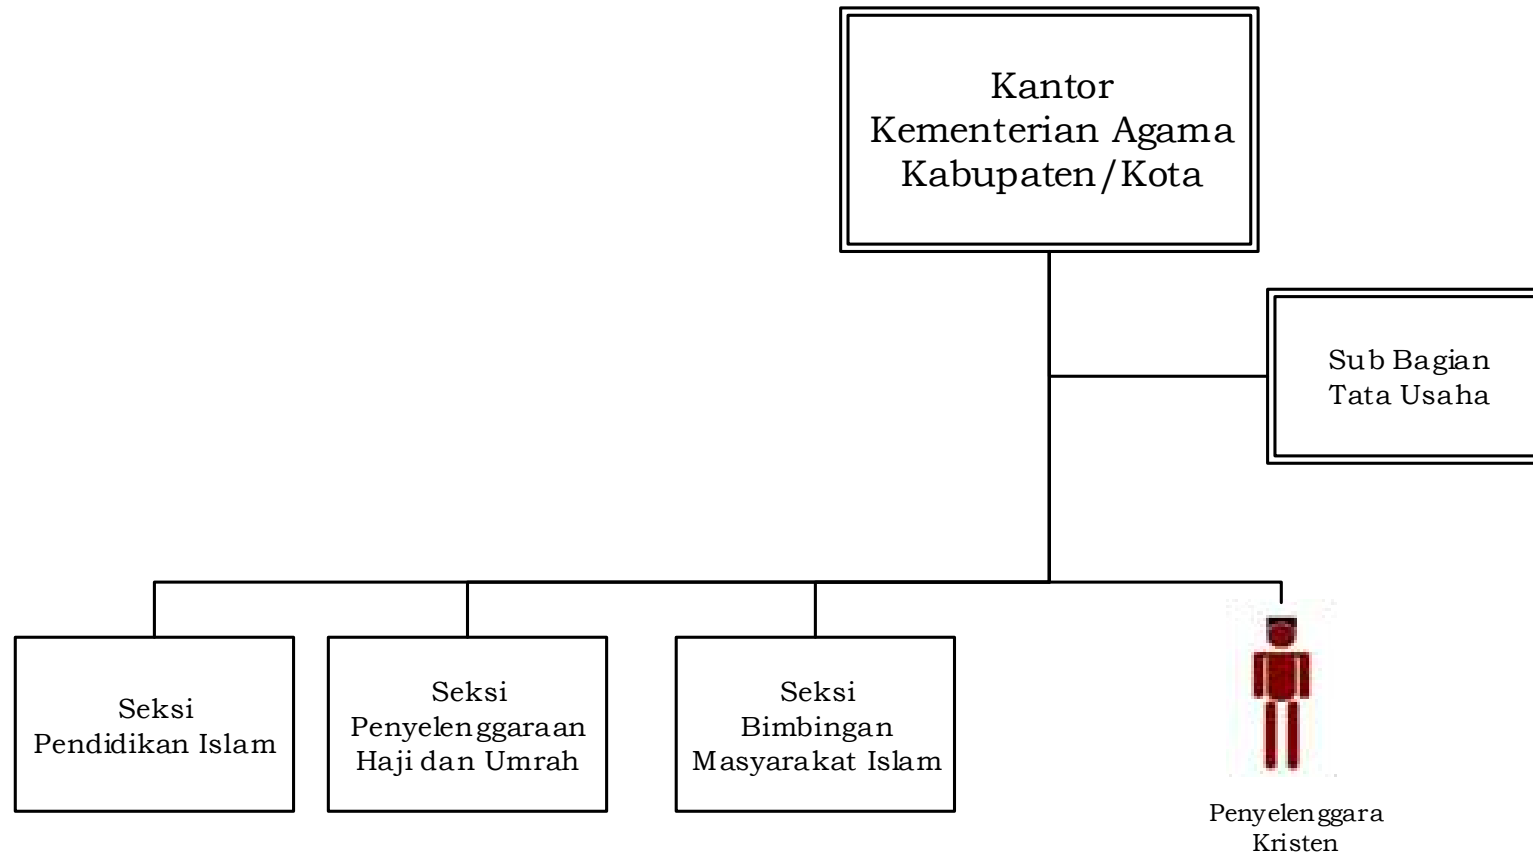 Kantor
Kementerian Agama
Kabupaten/Kota
Sub Bagian
Tata Usaha
Seksi
Pendidikan Islam
Seksi
Penyelenggaraan
Haji dan Umrah
Seksi
Bimbingan
Masyarakat Islam
Penyelenggara
Kristen